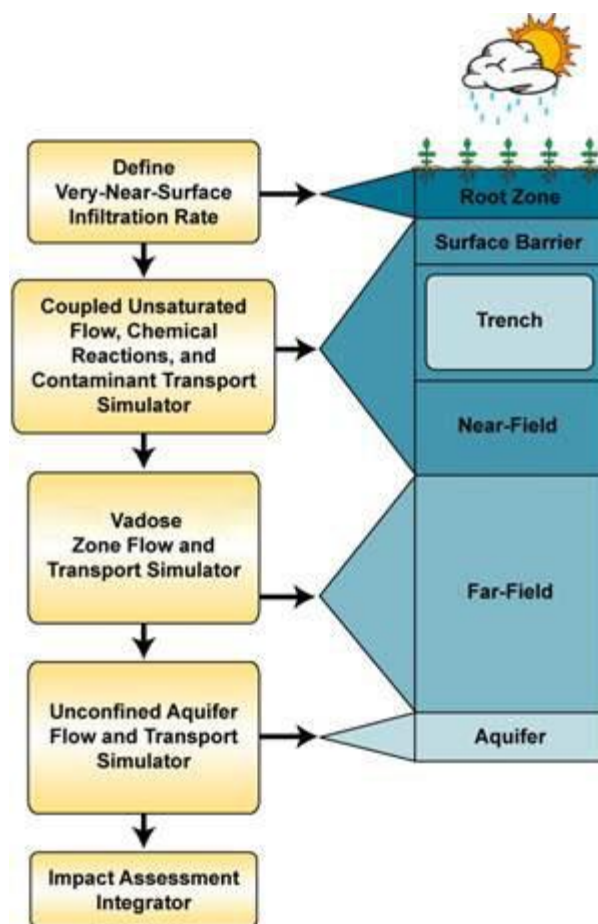 Define
Very-Near-Surface
Infiltration Rate
Root Zone
Surface Barrier
Coupled Unsaturated
Flow, Chemical
Reactions, and
Contaminant Transport
Simulator
Trench
Near-Field
Vadose
Zone Flow and
Transport Simulator
Far-Field
Unconfined Aquifer
Flow and Transport
Simulator
Aquifer
Impact Assessment
Integrator